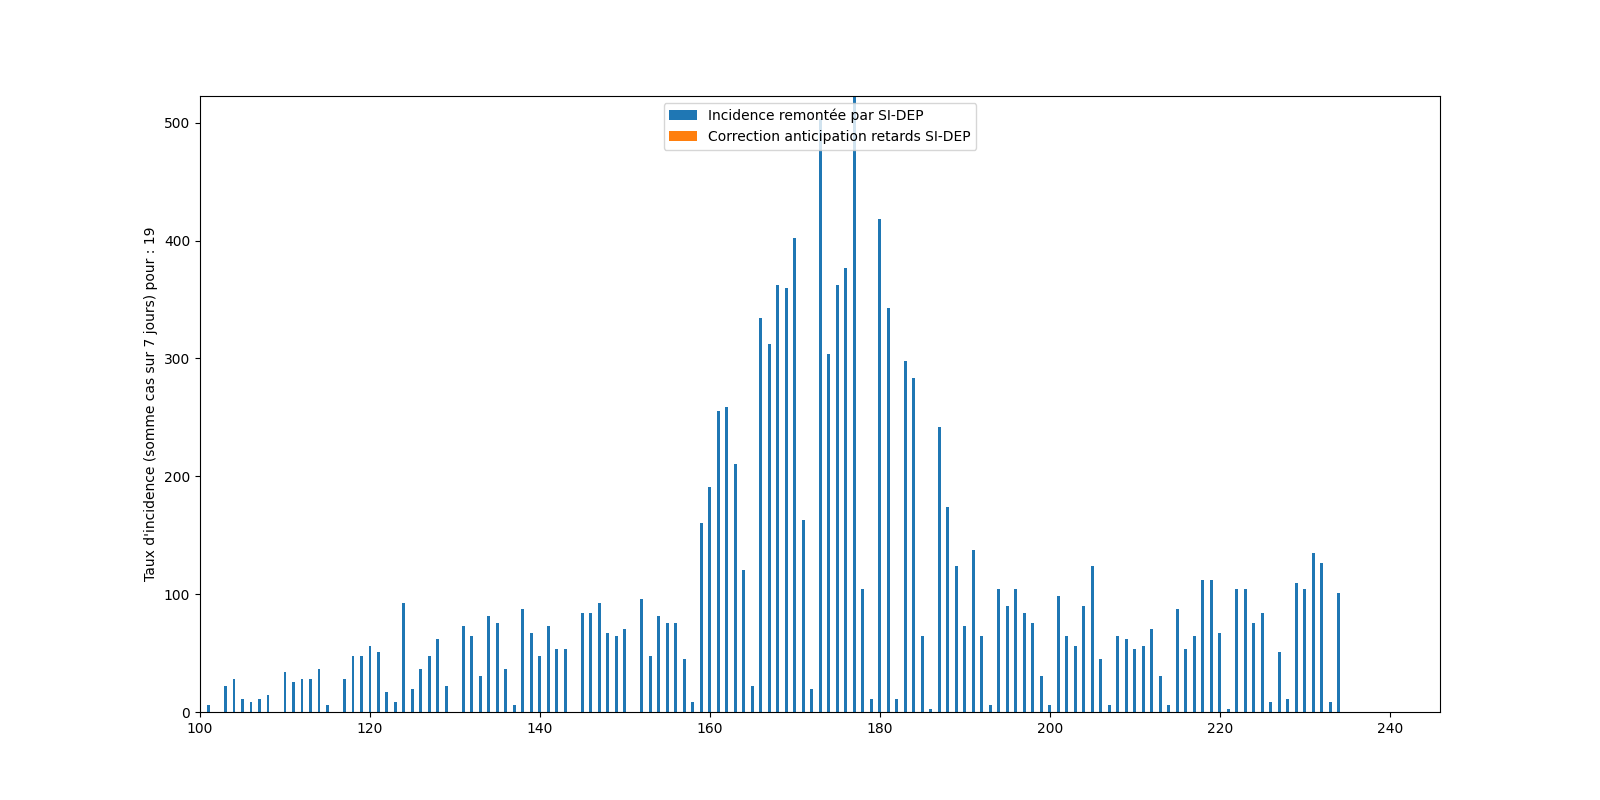 Incidence remontée par SI-DEP
Correction anticipation retards SI-DEP
Taux d'incidence (somme cas sur 7 jours) pour : 19
500
400
300
200
100
0
100 120 140 160 180 200 220 240